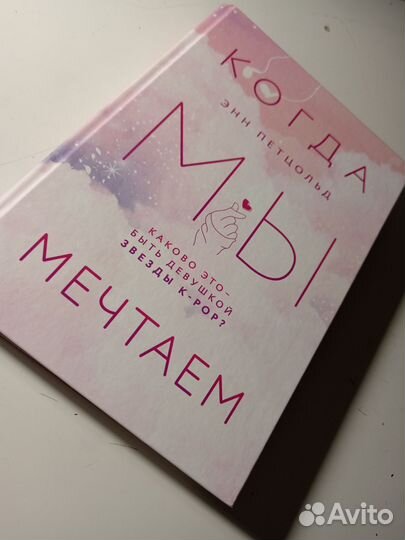 КОГДА
ЭНН ПЕТЦОЛЬД
МЫ
КАКОВО ЭТО -
БЫТЬ ДЕВУШКОЙ
ЗВЕЗДЫ K-POP?
МЕЧТАЕМ
Avito